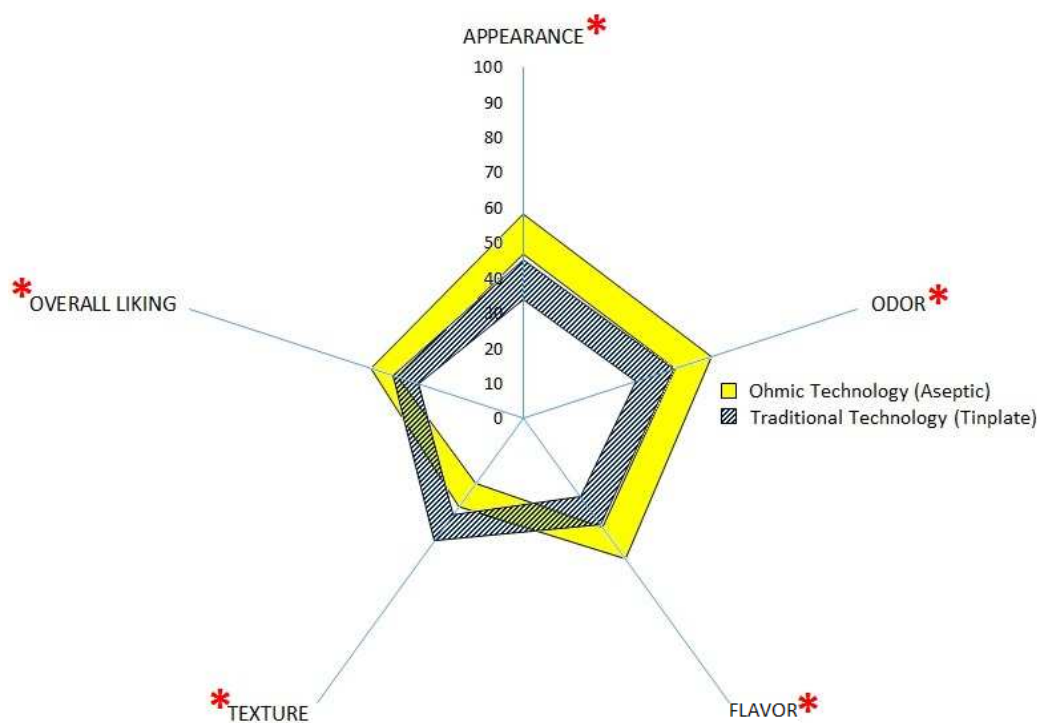 APPEARANCE*
100
90
80
70
60
50
40
30
20
10
0
*OVERALL LIKING
ODOR*
Ohmic Technology (Aseptic)
Traditional Technology (Tinplate)
*TEXTURE
FLAVOR*